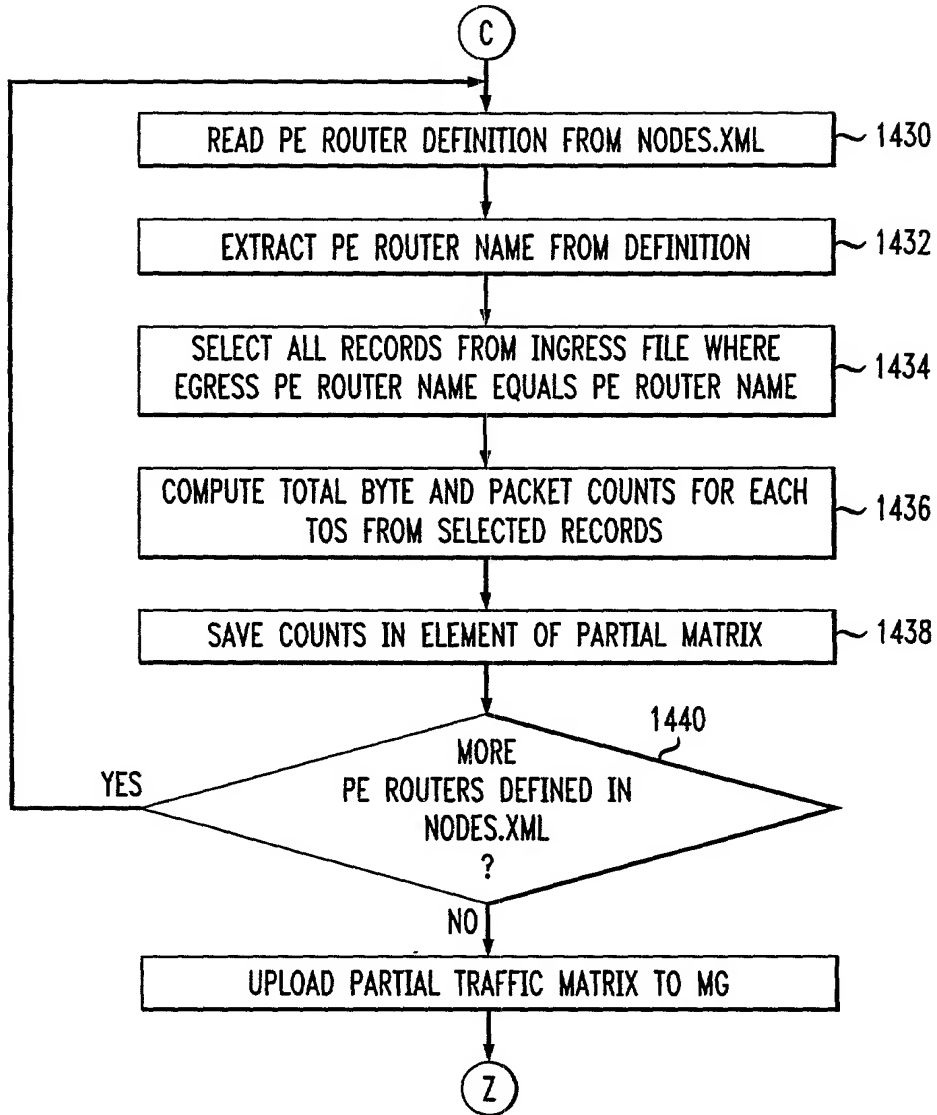 C
READ PE ROUTER DEFINITION FROM NODES.XML
1430
EXTRACT PE ROUTER NAME FROM DEFINITION
1432
SELECT ALL RECORDS FROM INGRESS FILE WHERE
EGRESS PE ROUTER NAME EQUALS PE ROUTER NAME
1434
COMPUTE TOTAL BYTE AND PACKET COUNTS FOR EACH
TOS FROM SELECTED RECORDS
1436
SAVE COUNTS IN ELEMENT OF PARTIAL MATRIX
1438
1440
YES
MORE
PE ROUTERS DEFINED IN
NODES.XML
?
NO
UPLOAD PARTIAL TRAFFIC MATRIX TO MG
Z